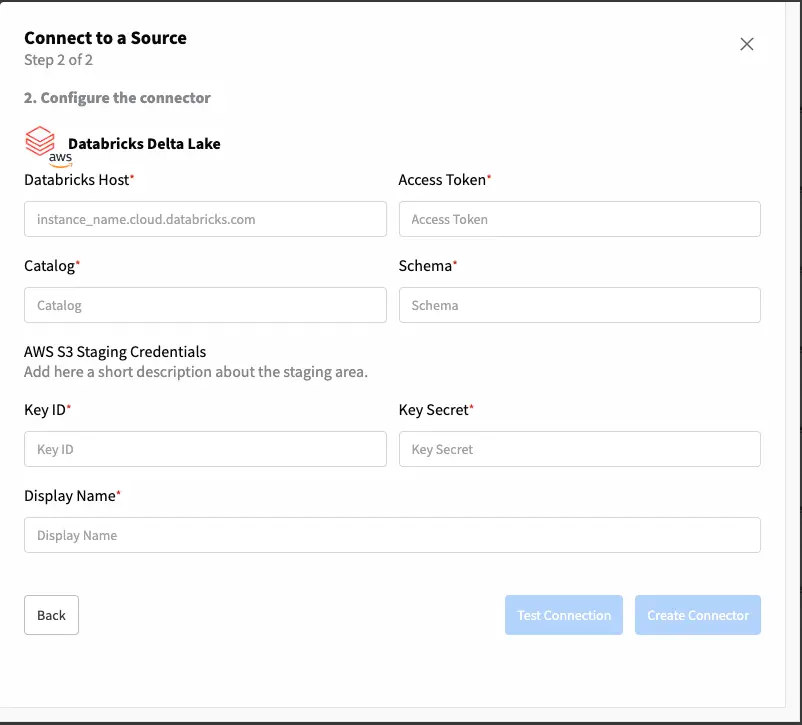 Connect to a Source
Step 2 of 2
2. Configure the connector
aws
Databricks Delta Lake
Databricks Host* Access Token*
instance_name.cloud.databricks.com Access Token
Catalog* Schema*
Catalog Schema
AWS S3 Staging Credentials
Add here a short description about the staging area.
Key ID* Key Secret*
Key ID Key Secret
Display Name*
Display Name
Back Test Connection Create Connector